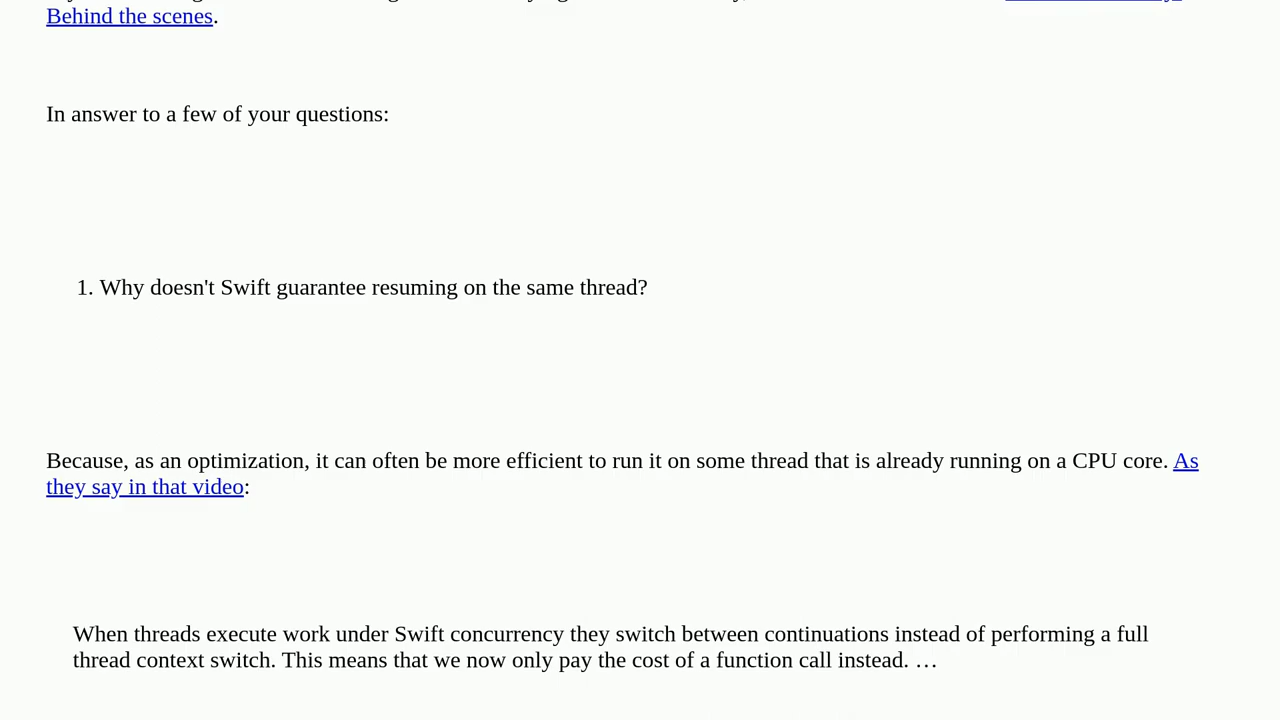 Behind the scenes.
In answer to a few of your questions:
1. Why doesn't Swift guarantee resuming on the same thread?
Because, as an optimization, it can often be more efficient to run it on some thread that is already running on a CPU core. As
they say in that video:
When threads execute work under Swift concurrency they switch between continuations instead of performing a full
thread context switch. This means that we now only pay the cost of a function call instead. …